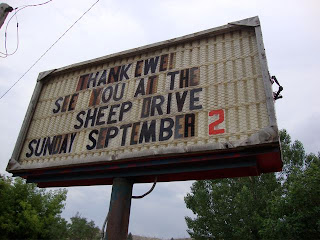 THANK EWE!
SEE YOU AT THE
SHEEP DRIVE
SUNDAY SEPTEMBER 2